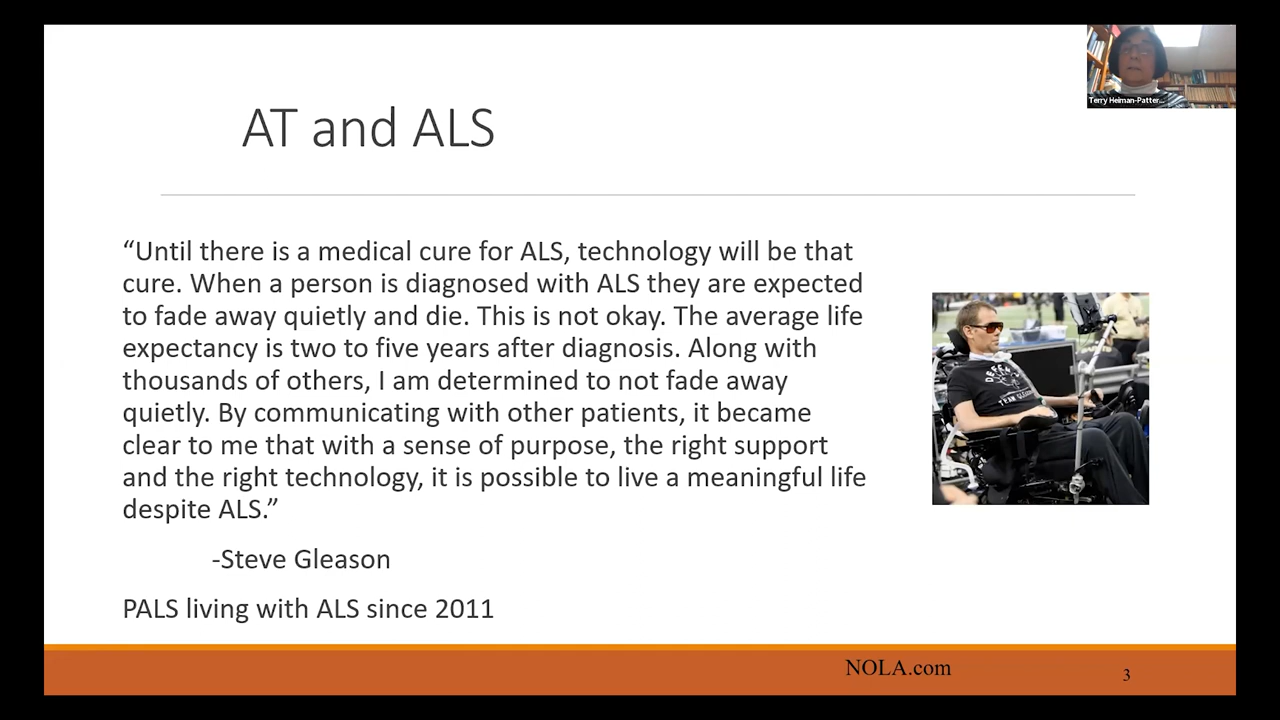 Terry Heiman-Patter...
AT and ALS
“Until there is a medical cure for ALS, technology will be that
cure. When a person is diagnosed with ALS they are expected
to fade away quietly and die. This is not okay. The average life
expectancy is two to five years after diagnosis. Along with
thousands of others, I am determined to not fade away
quietly. By communicating with other patients, it became
clear to me that with a sense of purpose, the right support
and the right technology, it is possible to live a meaningful life
despite ALS.”
-Steve Gleason
PALS living with ALS since 2011
TEAM GLEASON
NOLA.com
3